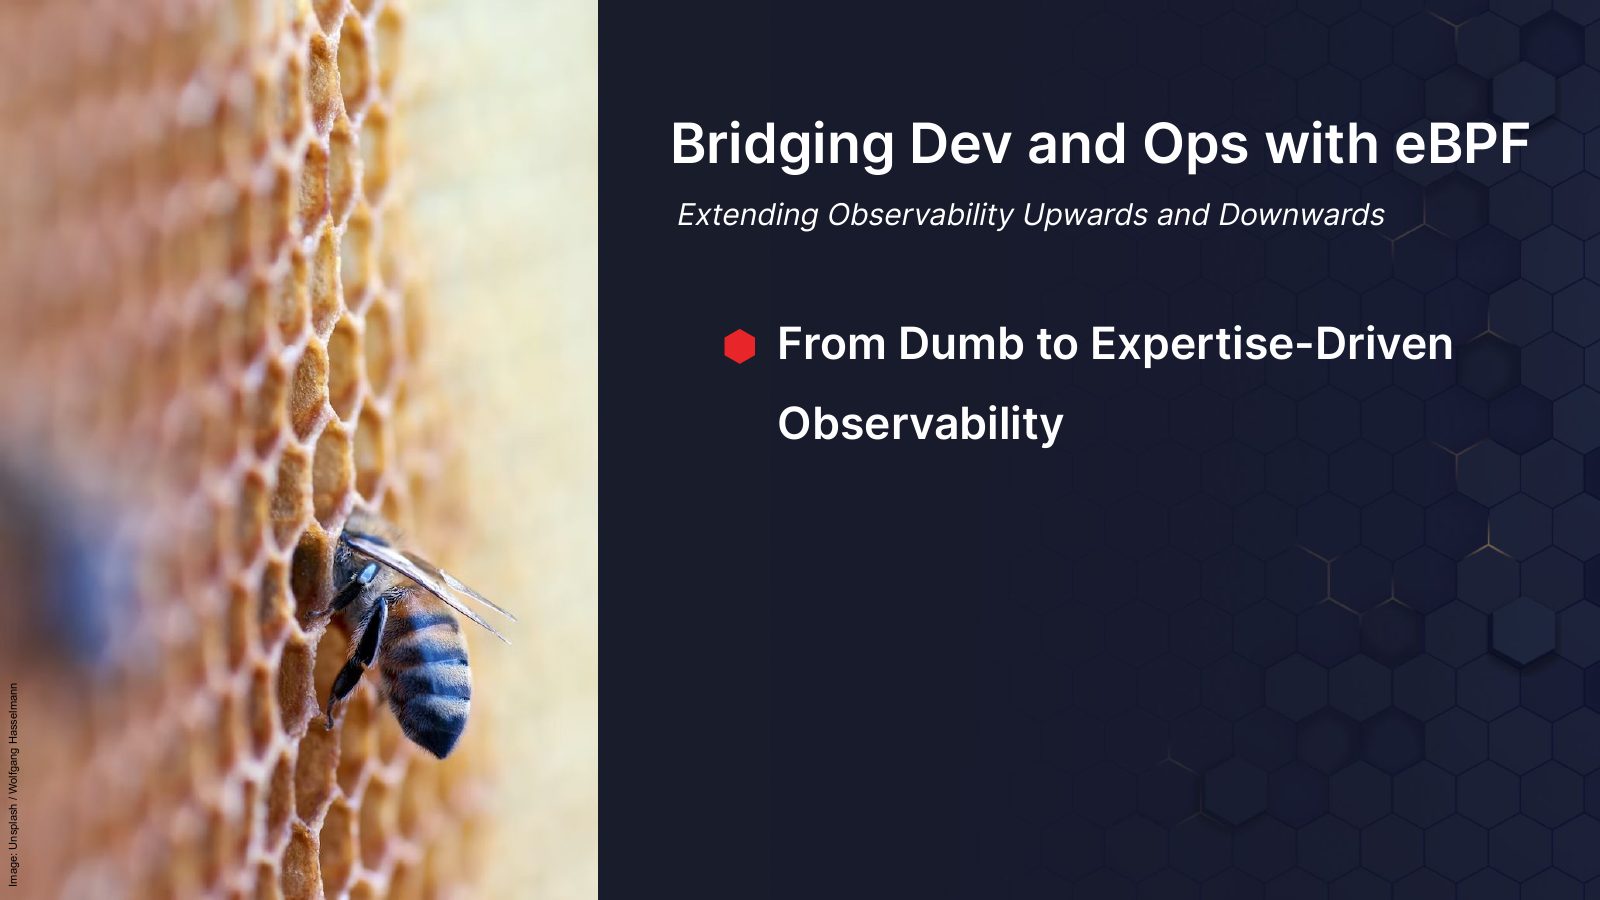 Bridging Dev and Ops with eBPF
Extending Observability Upwards and Downwards
From Dumb to Expertise-Driven
Observability
Image: Unsplash / Wolfgang Hasselmann